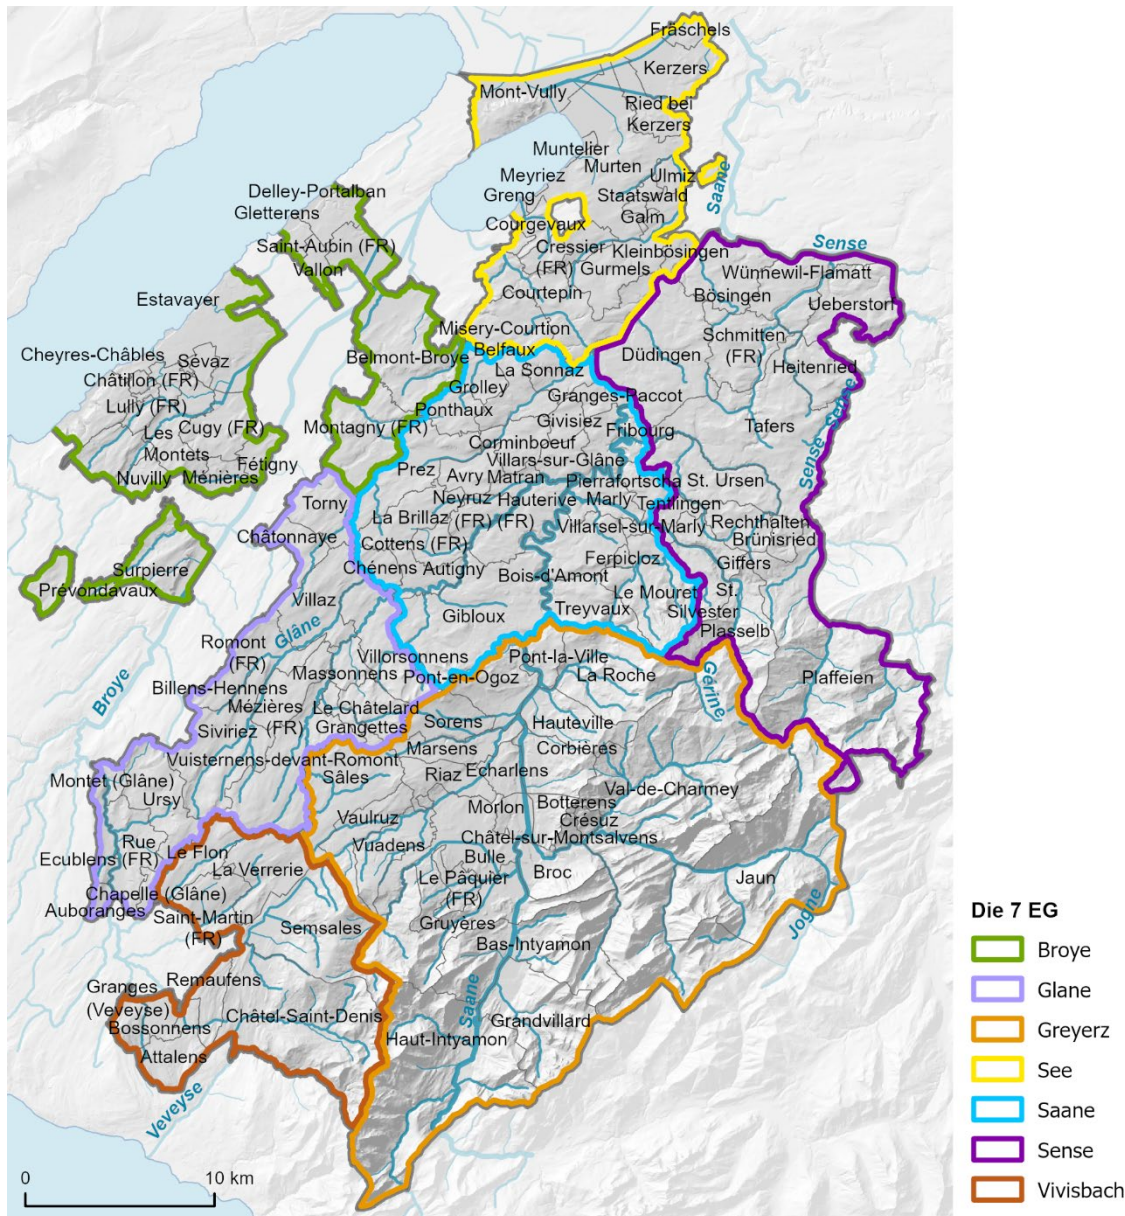 Fräschels
Kerzers
Mont-Vully
Ried bei
Kerzers
Muntelier
Murten
Meyriez
Ulmiz
Saane
Delley-Portalban
Greng
Staatswald
Gletterens
Galm
Courgevaux
Saint-Aubin (FR)
Cressier
(FR)
Kleinbösingen
Sense
Vallon
Gurmels
Wünnewil-Flamatt
Estavayer
Courtepin
Bösingen
Ueberstorf
Misery-Courtion
Schmitten
(FR)
Cheyres-Châbles
Sévaz
Belmont-Broye
Belfaux
Düdingen
Heitenried
La Sonnaz
Châtillon (FR)
Grolley
Granges-Paccot
Sense
Lully (FR)
Ponthaux
Givisiez
Les
Montets
Cugy (FR)
Montagny (FR)
Fribourg
Tafers
Corminboeuf
Fétigny
Prez
Villars-sur-Glâne
Sense
Nuvilly
Ménières
Avry
Matran
Pierrafortscha
St. Ursen
Torny
Neyruz
(FR)
Hauterive
(FR)
Marly
Tentlingen
La Brillaz
Villarsel-sur-Marly
Rechthalten
Châtonnaye
Cottens (FR)
Brünisried
Surpierre
Chénens
Autigny
Ferpicloz
Giffers
Prévondavaux
Bois-d'Amont
Villaz
Le Mouret
St.
Silvester
Gibloux
Treyvaux
Glâne
Plasselb
Romont
(FR)
Villorsonnens
Pont-la-Ville
Massonnens
Pont-en-Ogoz
La Roche
Gérine
Plaffeien
Broye
Billens-Hennens
Mézières
(FR)
Le Châtelard
Sorens
Hauteville
Siviriez
Grangettes
Marsens
Corbières
Vuisternens-devant-Romont
Montet (Glâne)
Sâles
Riaz
Echarlens
Val-de-Charmey
Ursy
Morlon
Botterens
Vaulruz
Crésuz
Rue
(FR)
Vuadens
Châtel-sur-Montsalvens
Ecublens
Le Flon
Bulle
La Verrerie
Le Pâquier
(FR)
Broc
Jaun
Chapelle (Glâne)
Auboranges
Saint-Martin
(FR)
Semsales
Gruyères
Jogne
Bas-Intyamon
Remaufens
Granges
(Veveyse)
Saane
Bossonnens
Châtel-Saint-Denis
Grandvillard
Attalens
Haut-Intyamon
Veveyse
0
10 km
Die 7 EG
Broye
Glane
Greyerz
See
Saane
Sense
Vivisbach